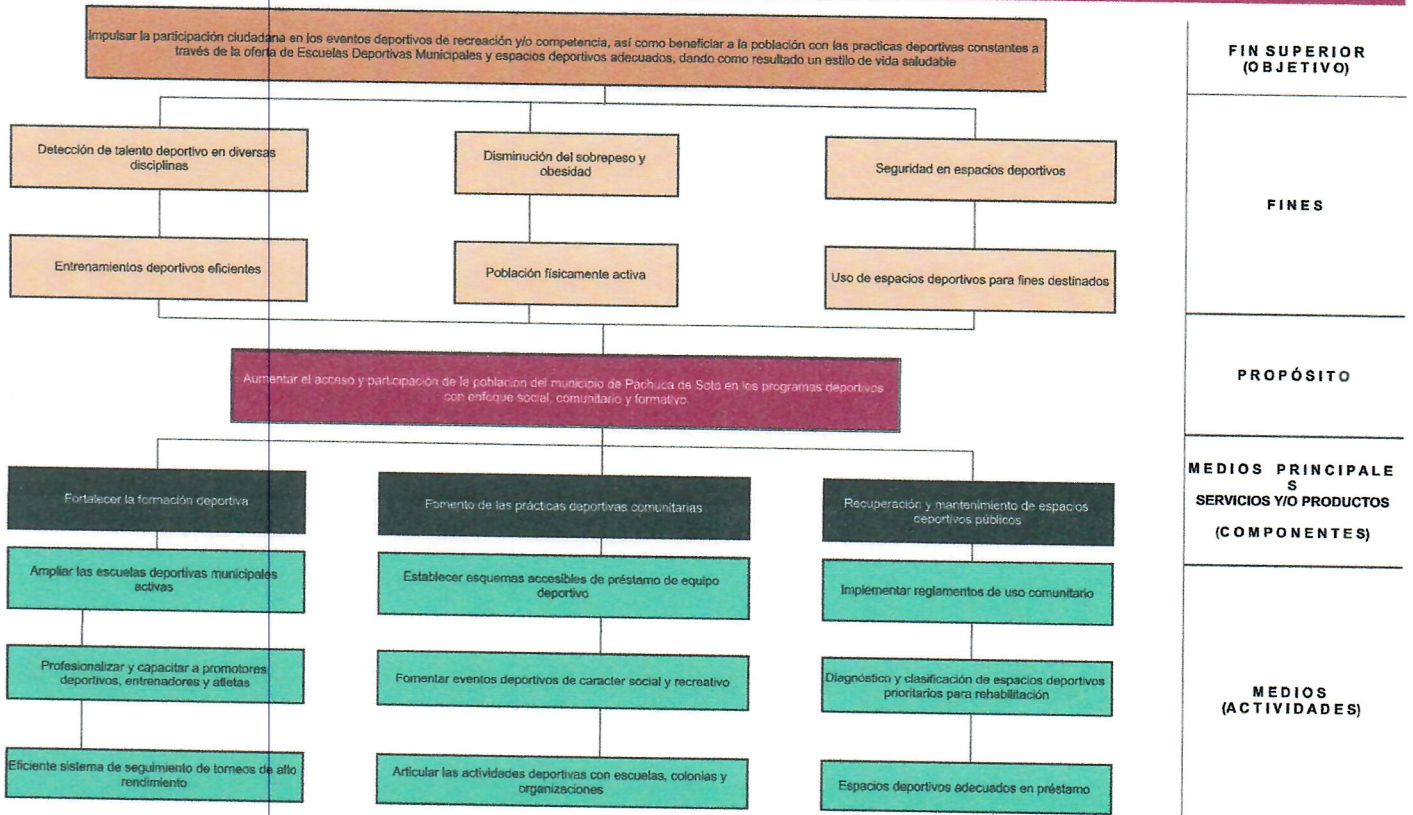 Impulsar la participación ciudadana en los eventos deportivos de recreación y/o competencia, así como beneficiar a la población con las practicas deportivas constantes a
través de la oferta de Escuelas Deportivas Municipales y espacios deportivos adecuados, dando como resultado un estilo de vida saludable
FIN SUPERIOR
(OBJETIVO)
Detección de talento deportivo en diversas
disciplinas
Disminución del sobrepeso y
obesidad
Seguridad en espacios deportivos
FINES
Entrenamientos deportivos eficientes
Población físicamente activa
Uso de espacios deportivos para fines destinados
Aumentar el acceso y participación de la población del municipio de Pachuca de Soto en los programas deportivos
con enfoque social, comunitario y formativo.
PROPÓSITO
Fortalecer la formación deportiva
Fomento de las prácticas deportivas comunitarias
Recuperación y mantenimiento de espacios
deportivos públicos
MEDIOS PRINCIPALE
S
SERVICIOS Y/O PRODUCTOS
(COMPONENTES)
Ampliar las escuelas deportivas municipales
activas
Establecer esquemas accesibles de préstamo de equipo
deportivo
Implementar reglamentos de uso comunitario
Profesionalizar y capacitar a promotores
deportivos, entrenadores y atletas
Fomentar eventos deportivos de caracter social y recreativo
Diagnóstico y clasificación de espacios deportivos
prioritarios para rehabilitación
MEDIOS
(ACTIVIDADES)
Eficiente sistema de seguimiento de torneos de alto
rendimiento
Articular las actividades deportivas con escuelas, colonias y
organizaciones
Espacios deportivos adecuados en préstamo